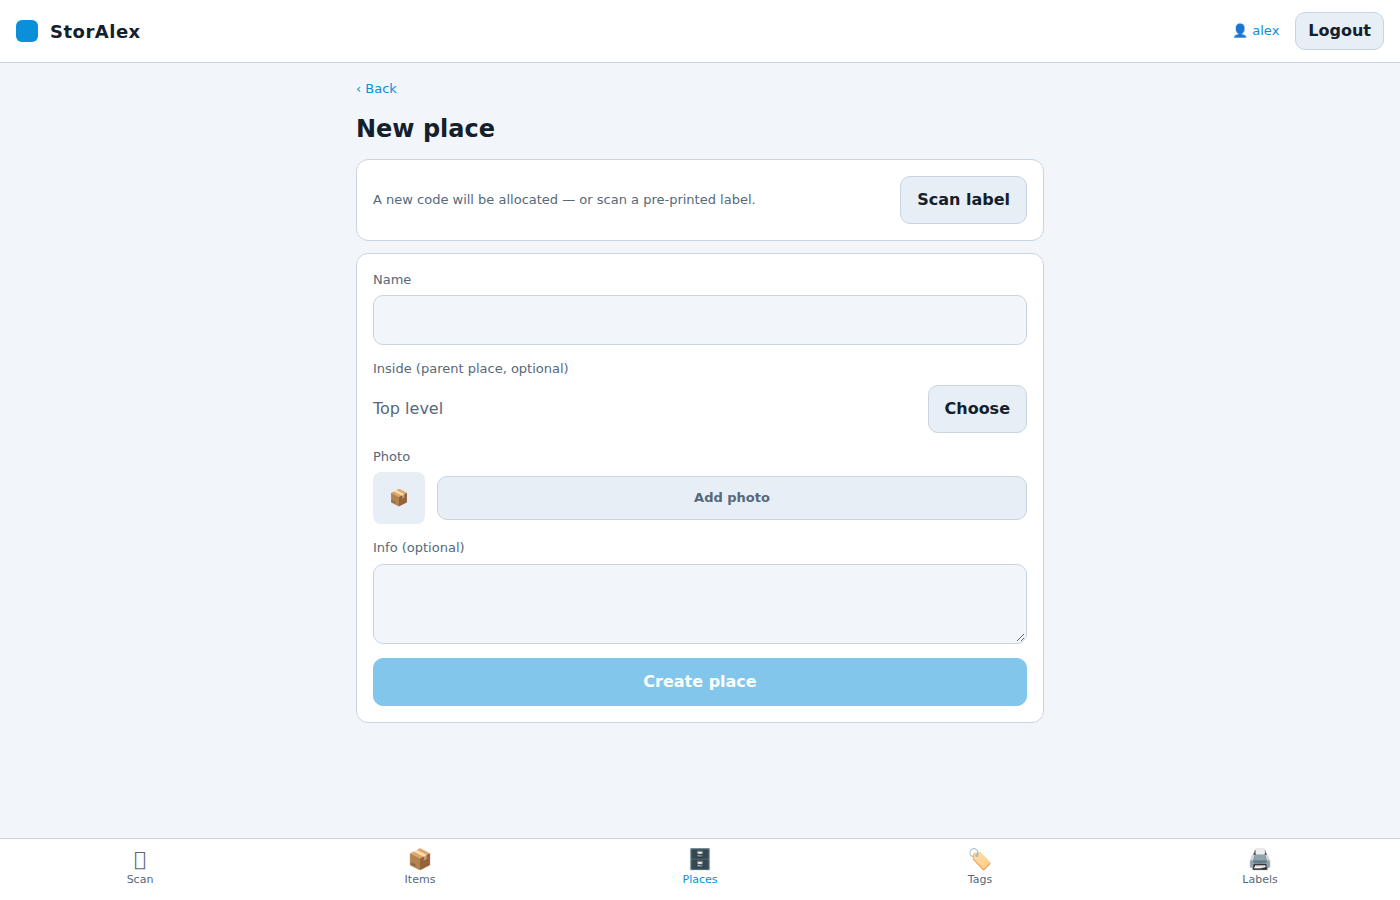 StorAlex
alex
Logout
‹ Back
New place
A new code will be allocated — or scan a pre-printed label.
Scan label
Name
Inside (parent place, optional)
Top level
Choose
Photo
Add photo
Info (optional)
Create place
Scan
Items
Places
Tags
Labels